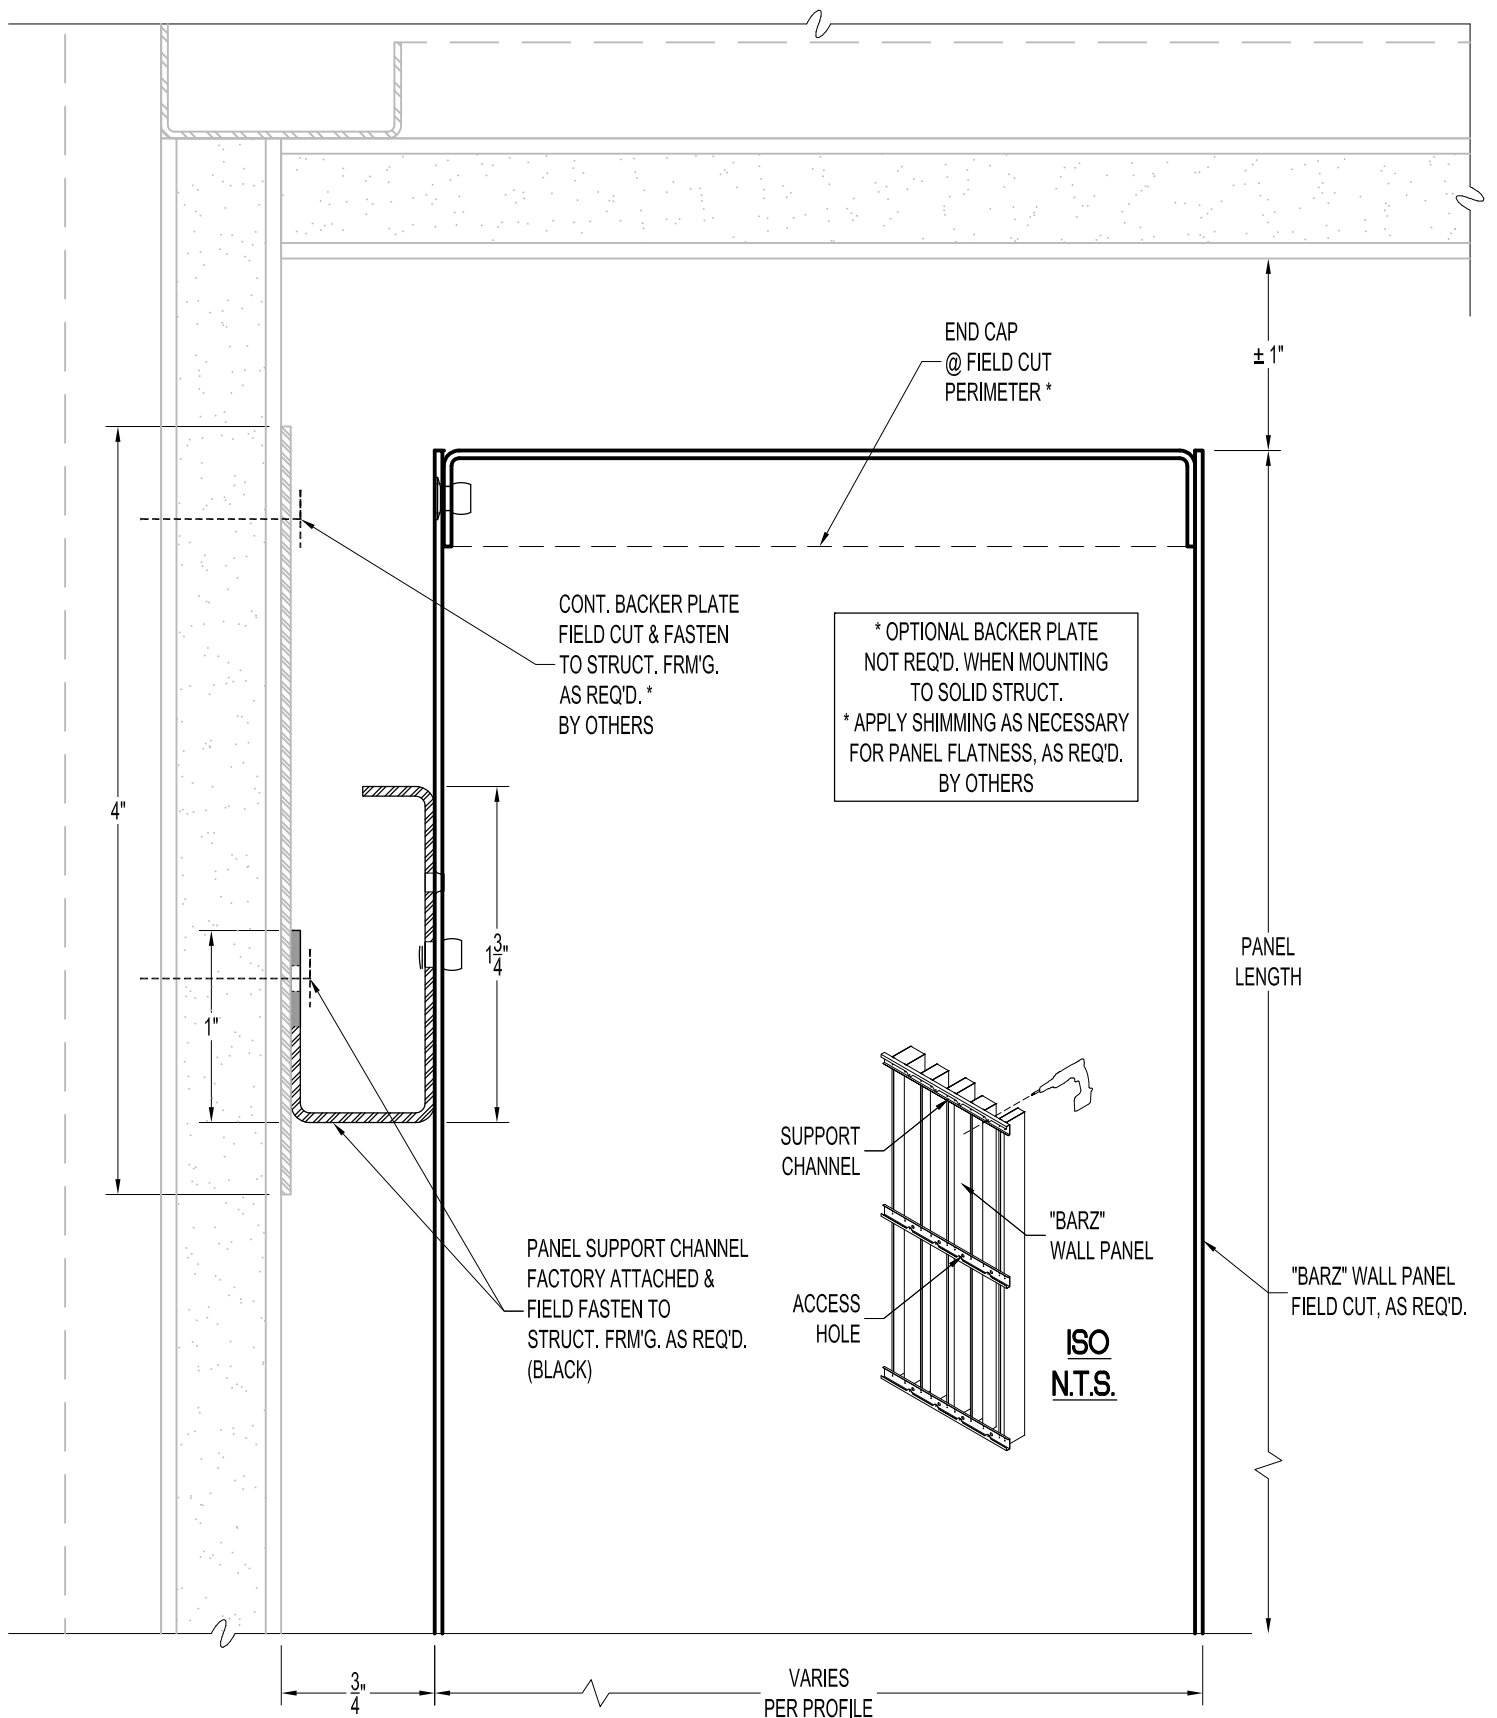 END CAP
@ FIELD CUT
PERIMETER *
± 1"
CONT. BACKER PLATE
FIELD CUT & FASTEN
TO STRUCT. FRM'G.
AS REQ'D. *
BY OTHERS
* OPTIONAL BACKER PLATE
NOT REQ'D. WHEN MOUNTING
TO SOLID STRUCT.
* APPLY SHIMMING AS NECESSARY
FOR PANEL FLATNESS, AS REQ'D.
BY OTHERS
4"
1 3/4"
1"
PANEL
LENGTH
SUPPORT
CHANNEL
"BARZ"
WALL PANEL
ACCESS
HOLE
ISO
N.T.S.
PANEL SUPPORT CHANNEL
FACTORY ATTACHED &
FIELD FASTEN TO
STRUCT. FRM'G. AS REQ'D.
(BLACK)
"BARZ" WALL PANEL
FIELD CUT, AS REQ'D.
3/4"
VARIES
PER PROFILE